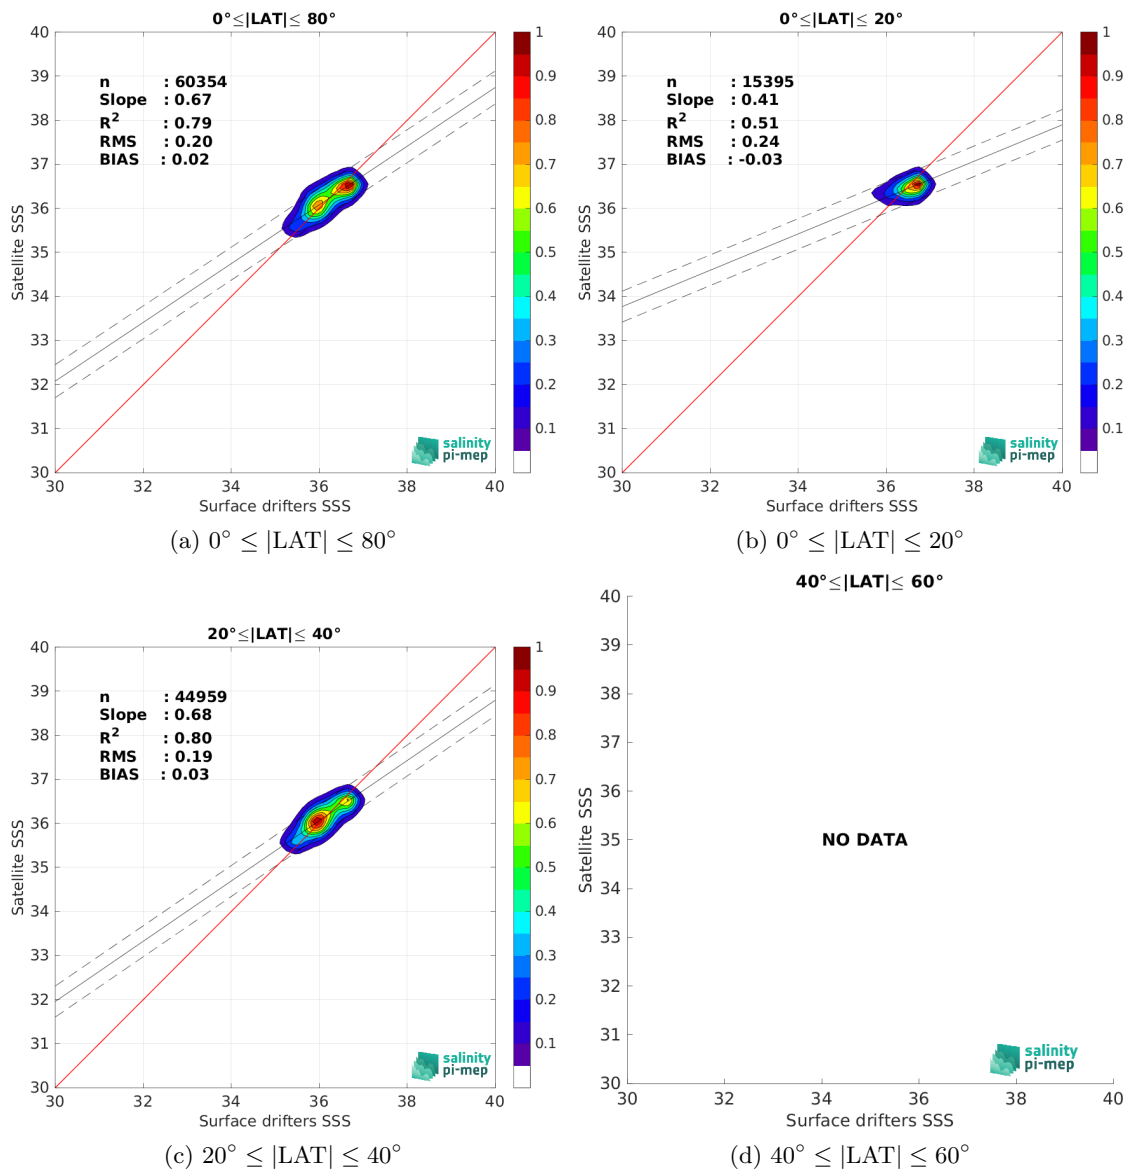 0°≤|LAT|≤ 80°
40
39
38
37
36
35
34
33
32
31
30
n : 60354
Slope : 0.67
R² : 0.79
RMS : 0.20
BIAS : 0.02
Satellite SSS
30 32 34 36 38 40
Surface drifters SSS
salinity
pi-mep
1
0.9
0.8
0.7
0.6
0.5
0.4
0.3
0.2
0.1
(a) 0° ≤ |LAT| ≤ 80°
0°≤|LAT|≤ 20°
40
39
38
37
36
35
34
33
32
31
30
n : 15395
Slope : 0.41
R² : 0.51
RMS : 0.24
BIAS : -0.03
Satellite SSS
30 32 34 36 38 40
Surface drifters SSS
salinity
pi-mep
1
0.9
0.8
0.7
0.6
0.5
0.4
0.3
0.2
0.1
(b) 0° ≤ |LAT| ≤ 20°
20°≤|LAT|≤ 40°
40
39
38
37
36
35
34
33
32
31
30
n : 44959
Slope : 0.68
R² : 0.80
RMS : 0.19
BIAS : 0.03
Satellite SSS
30 32 34 36 38 40
Surface drifters SSS
salinity
pi-mep
1
0.9
0.8
0.7
0.6
0.5
0.4
0.3
0.2
0.1
(c) 20° ≤ |LAT| ≤ 40°
40°≤|LAT|≤ 60°
40
39
38
37
36
35
34
33
32
31
30
NO DATA
Satellite SSS
30 32 34 36 38 40
Surface drifters SSS
salinity
pi-mep
(d) 40° ≤ |LAT| ≤ 60°